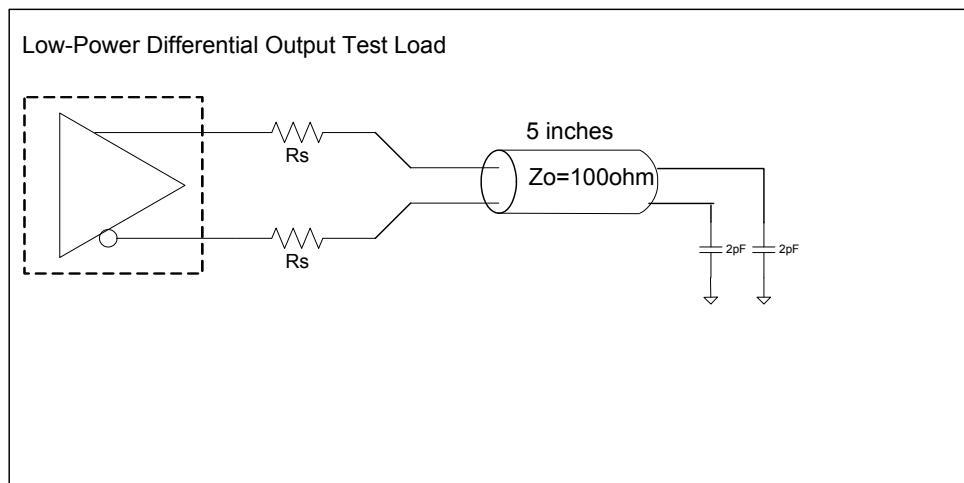 Low-Power Differential Output Test Load
5 inches
Rs
Zo=100ohm
Rs
2pF
2pF